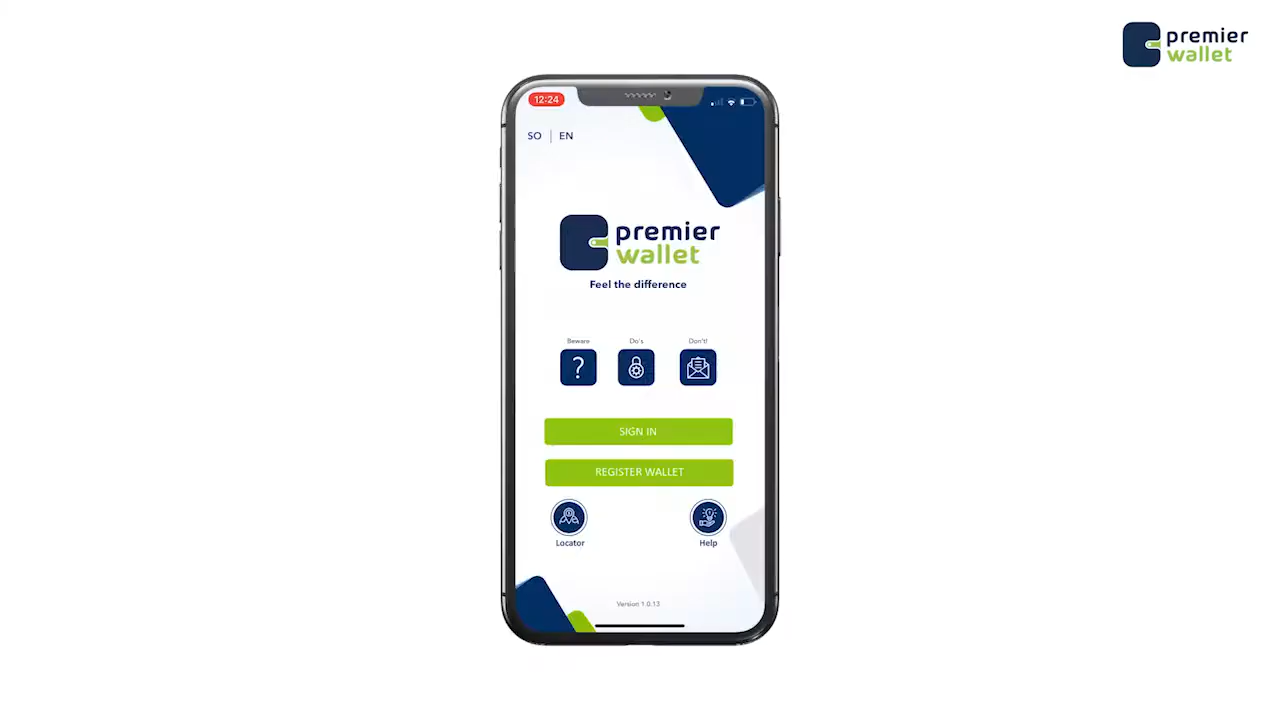 premier
wallet
12:24
SO | EN
premier
wallet
Feel the difference
Beware
Do's
Don't!
?
SIGN IN
REGISTER WALLET
Locator
Help
Version 1.0.13